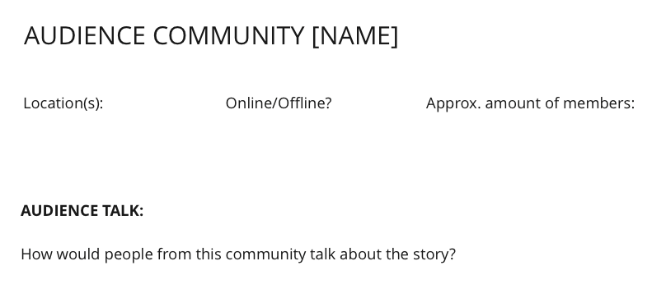 AUDIENCE COMMUNITY [NAME]
Location(s): Online/Offline? Approx. amount of members:
AUDIENCE TALK:
How would people from this community talk about the story?